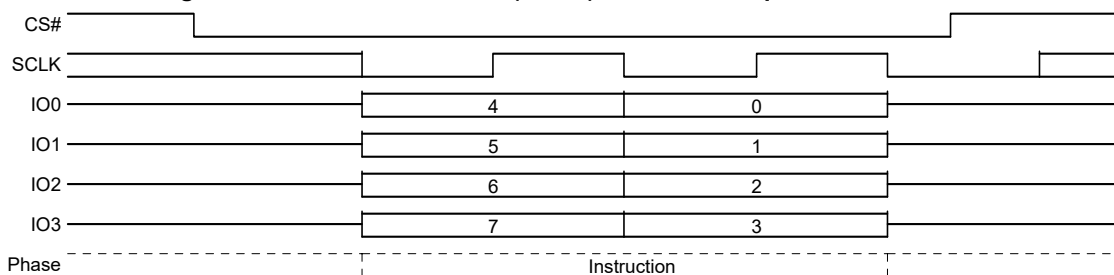 CS#
SCLK
IO0 4 0
IO1 5 1
IO2 6 2
IO3 7 3
Phase Instruction